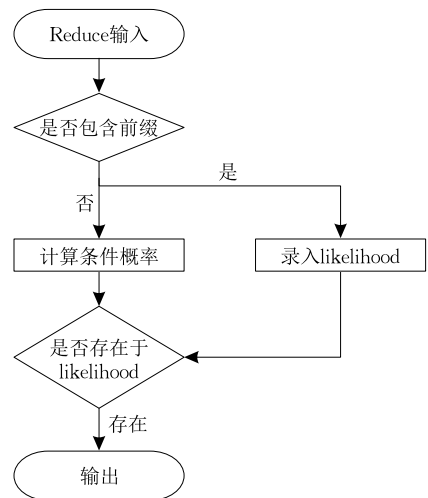 Reduce输入
是否包含前缀
是
否
计算条件概率
录入likelihood
是否存在于
likelihood
存在
输出